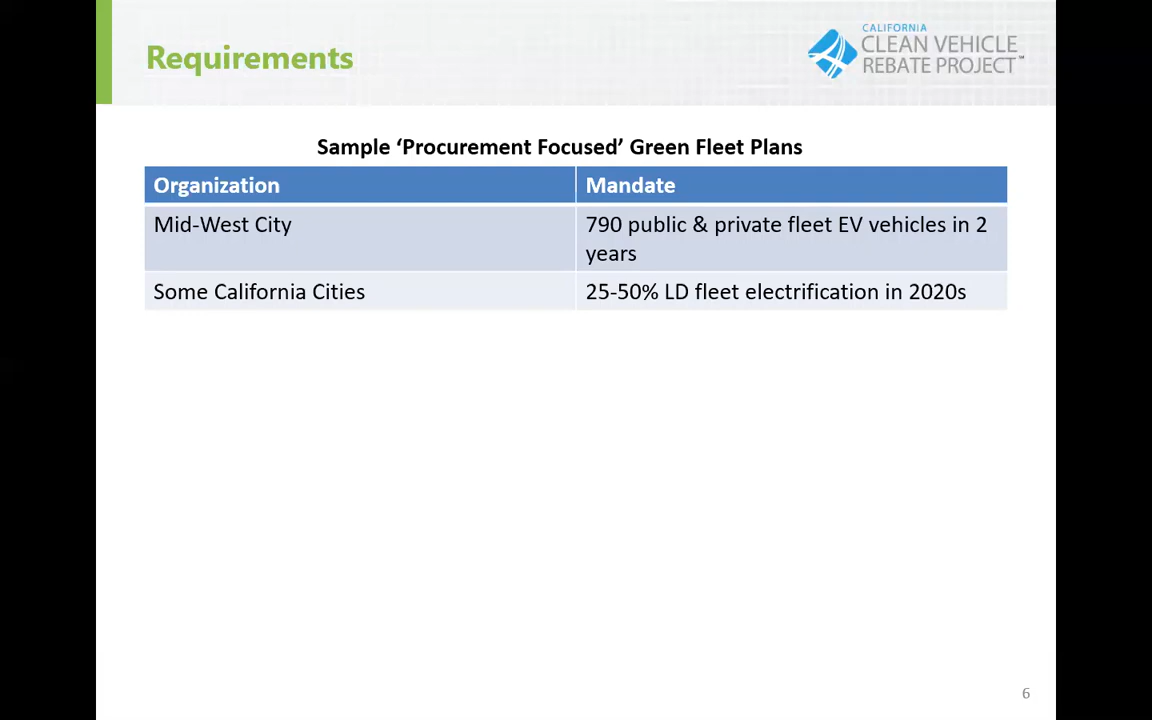 Requirements
CALIFORNIA
CLEAN VEHICLE
REBATE PROJECT™
Sample ‘Procurement Focused’ Green Fleet Plans
Organization Mandate
Mid-West City 790 public & private fleet EV vehicles in 2
years
Some California Cities 25-50% LD fleet electrification in 2020s
6